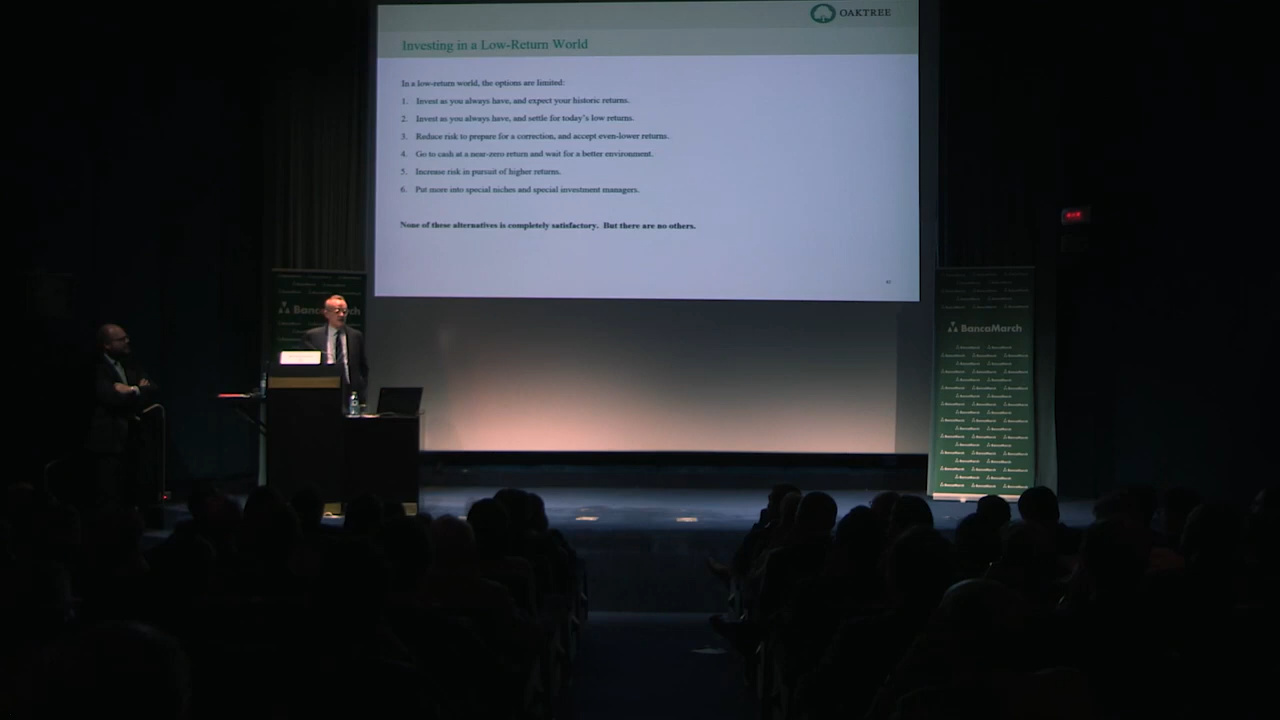 OAKTREE
Investing in a Low-Return World
In a low-return world, the options are limited:
1. Invest as you always have, and expect your historic returns.
2. Invest as you always have, and settle for today's low returns.
3. Reduce risk to prepare for a correction, and accept even-lower returns.
4. Go to cash at a near-zero return and wait for a better environment.
5. Increase risk in pursuit of higher returns.
6. Put more into special niches and special investment managers.
None of these alternatives is completely satisfactory. But there are no others.
BancaMarch